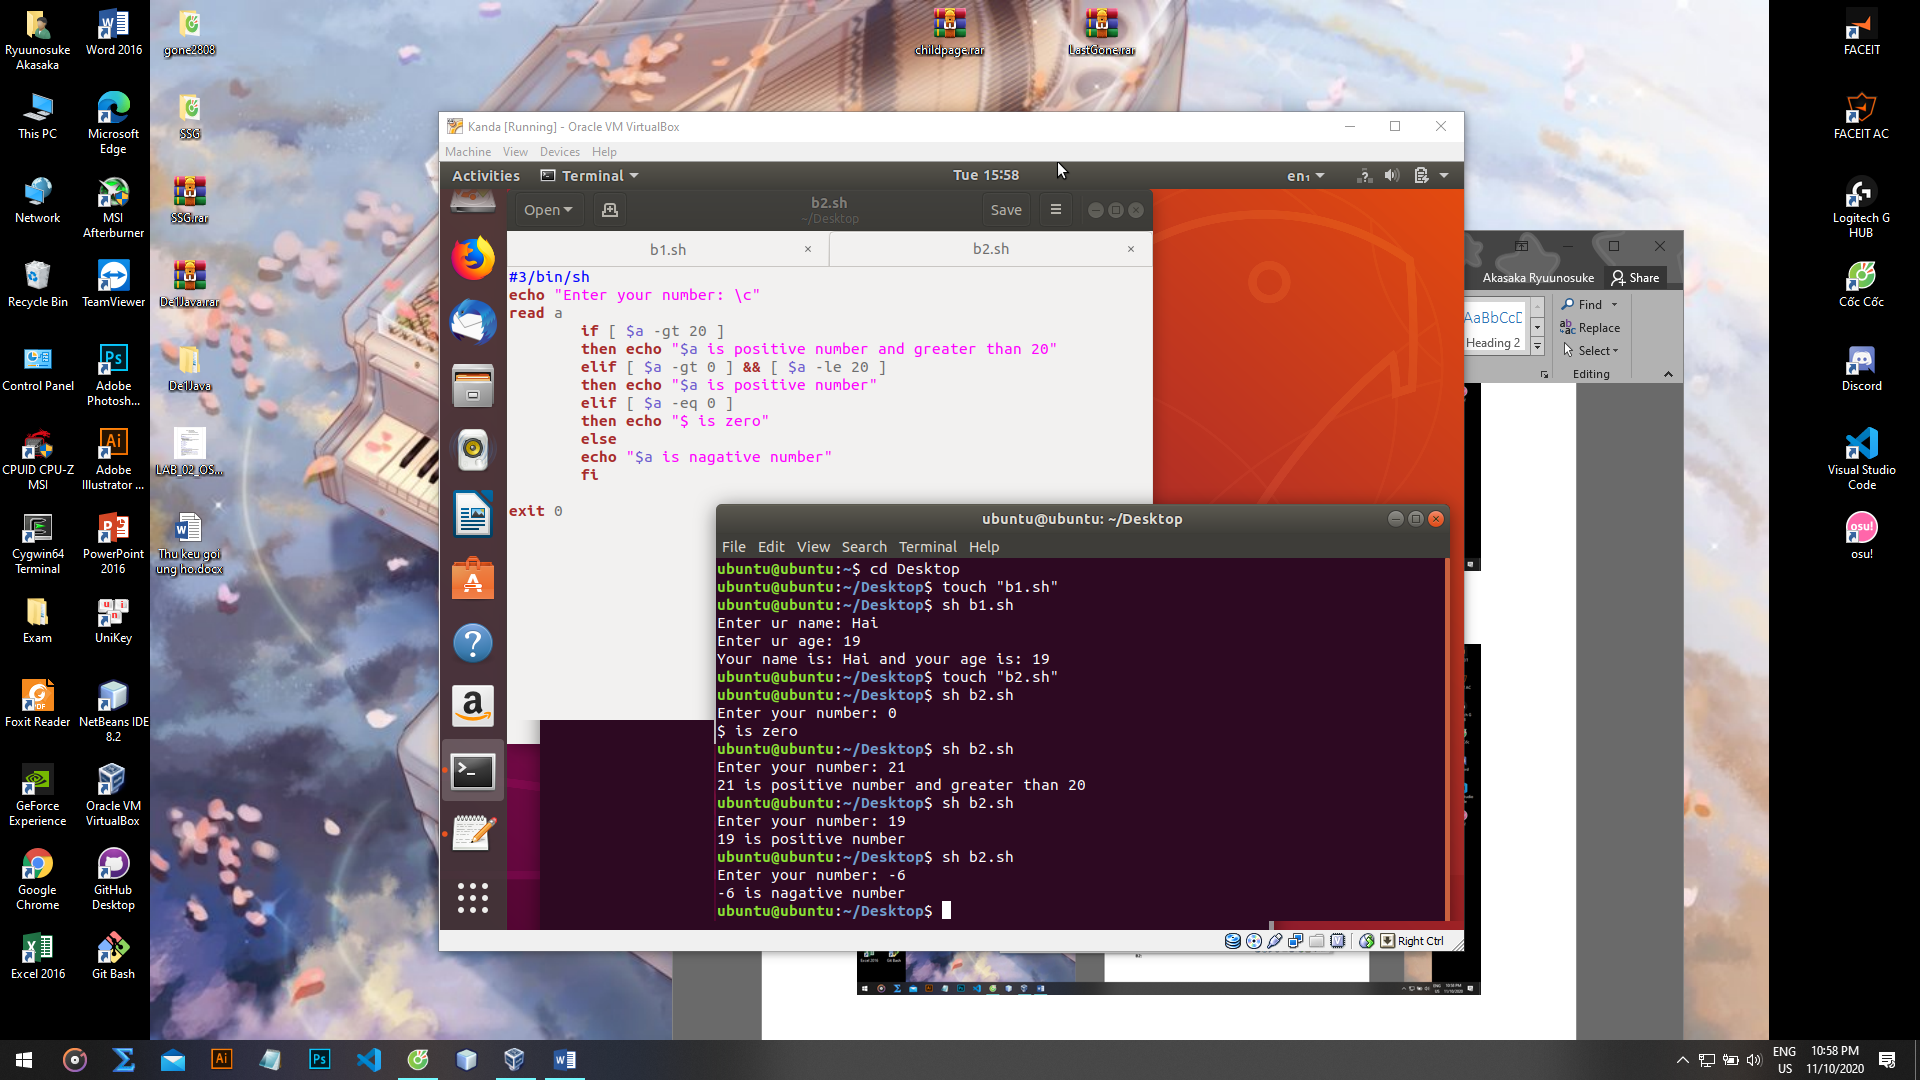 Ryuunosuke Akasaka
Word 2016
gone2808
childpage.rar
LastGone.rar
FACEIT
This PC
Microsoft Edge
SSG
FACEIT AC
Network
MSI Afterburner
SSG.rar
Logitech G HUB
Recycle Bin
TeamViewer
De1Java.rar
Cốc Cốc
Control Panel
Adobe Photosh...
De1Java
Discord
CPUID CPU-Z MSI
Adobe Illustrator ...
LAB_02_OS...
Visual Studio Code
Cygwin64 Terminal
PowerPoint 2016
Thu keu goi ung ho.docx
osu!
osu!
Exam
UniKey
Foxit Reader
NetBeans IDE 8.2
GeForce Experience
Oracle VM VirtualBox
Google Chrome
GitHub Desktop
Excel 2016
Git Bash
Kanda [Running] - Oracle VM VirtualBox
Machine View Devices Help
Activities Terminal Tue 15:58 en₁
Open b2.sh Save
~/Desktop
b1.sh × b2.sh ×
#3/bin/sh
echo "Enter your number: \c"
read a
if [ $a -gt 20 ]
then echo "$a is positive number and greater than 20"
elif [ $a -gt 0 ] && [ $a -le 20 ]
then echo "$a is positive number"
elif [ $a -eq 0 ]
then echo "$ is zero"
else
echo "$a is nagative number"
fi
exit 0
ubuntu@ubuntu: ~/Desktop
File Edit View Search Terminal Help
ubuntu@ubuntu:~$ cd Desktop
ubuntu@ubuntu:~/Desktop$ touch "b1.sh"
ubuntu@ubuntu:~/Desktop$ sh b1.sh
Enter ur name: Hai
Enter ur age: 19
Your name is: Hai and your age is: 19
ubuntu@ubuntu:~/Desktop$ touch "b2.sh"
ubuntu@ubuntu:~/Desktop$ sh b2.sh
Enter your number: 0
$ is zero
ubuntu@ubuntu:~/Desktop$ sh b2.sh
Enter your number: 21
21 is positive number and greater than 20
ubuntu@ubuntu:~/Desktop$ sh b2.sh
Enter your number: 19
19 is positive number
ubuntu@ubuntu:~/Desktop$ sh b2.sh
Enter your number: -6
-6 is nagative number
ubuntu@ubuntu:~/Desktop$
Right Ctrl
Akasaka Ryuunosuke Share
AaBbCcD
Heading 2
Find
Replace
Select
Editing
ENG
US
10:58 PM
11/10/2020